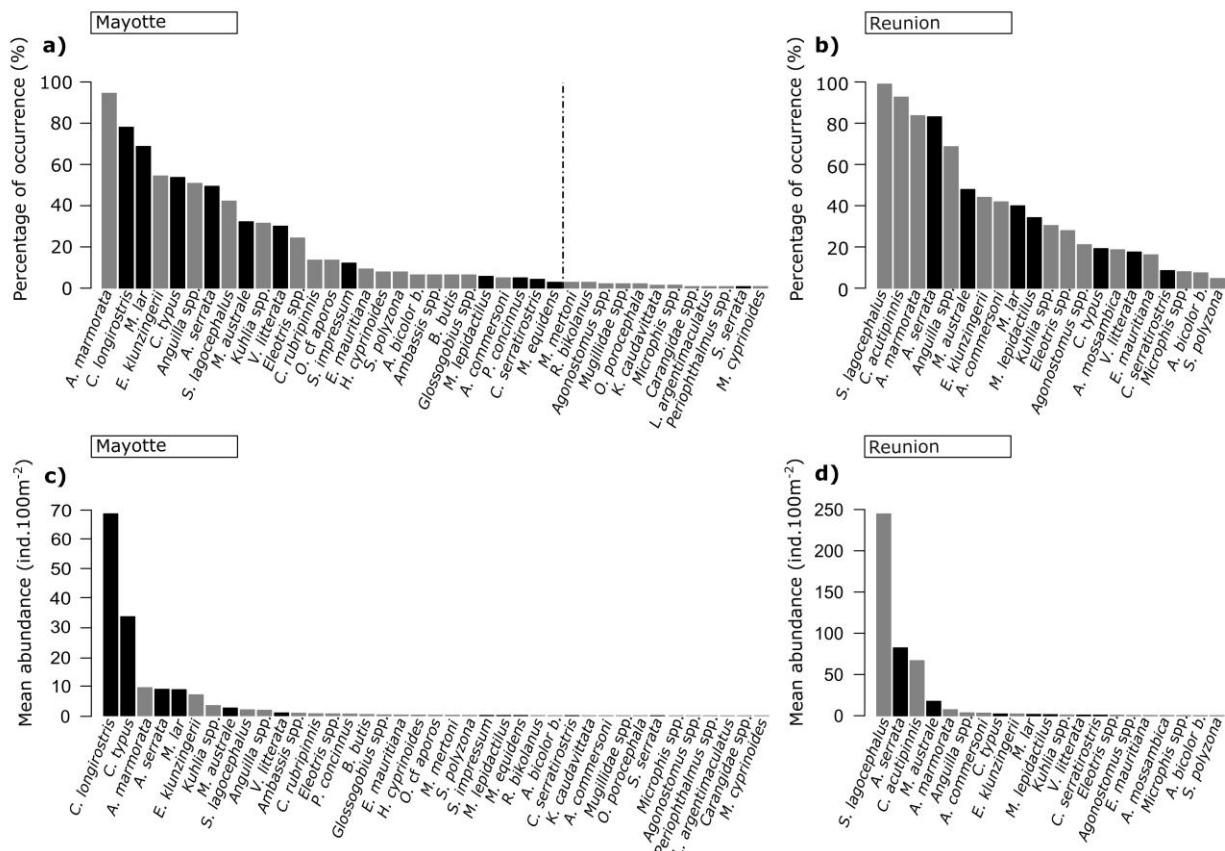 Mayotte
a)
Percentage of occurrence (%)
100
80
60
40
20
0
A. marmorata
C. longirostris
M. lar
E. klunzingerii
C. typus
Anguilla spp.
A. serrata
S. lagocephalus
M. australe
Kuhlia spp.
V. litterata
Eleotris spp.
C. rubripinnis
O. cf aporos
S. impressum
E. mauritiana
H. cyprinoides
S. polyzona
A. bicolor b.
Ambassis spp.
B. butis
Glossogobius spp.
M. lepidactilus
A. commersoni
P. concinnus
C. serratirostris
M. equidens
M. mertoni
R. bikolanus
Agonostomus spp.
Mugilidae spp.
O. porocephala
K. caudavittata
Microphis spp.
Carangidae spp.
L. argentimaculatus
Periophthalmus spp.
S. serrata
M. cyprinoides
Reunion
b)
Percentage of occurrence (%)
100
80
60
40
20
0
S. lagocephalus
C. acutipinnis
A. marmorata
A. serrata
Anguilla spp.
M. australe
E. klunzingerii
A. commersoni
M. lar
M. lepidactilus
Kuhlia spp.
Eleotris spp.
Agonostomus spp.
C. typus
A. mossambica
V. litterata
E. mauritiana
C. serratirostris
Microphis spp.
A. bicolor b.
S. polyzona
Mayotte
c)
Mean abundance (ind.100m-2)
70
60
50
40
30
20
10
0
C. longirostris
C. typus
A. marmorata
A. serrata
M. lar
E. klunzingerii
Kuhlia spp.
M. australe
S. lagocephalus
Anguilla spp.
V. litterata
Ambassis spp.
C. rubripinnis
Eleotris spp.
P. concinnus
B. butis
Glossogobius spp.
E. mauritiana
H. cyprinoides
O. cf aporos
M. mertoni
S. polyzona
S. impressum
M. lepidactilus
M. equidens
R. bikolanus
A. bicolor b.
C. serratirostris
K. caudavittata
A. commersoni
Mugilidae spp.
O. porocephala
S. serrata
Microphis spp.
Agonostomus spp.
Periophthalmus spp.
L. argentimaculatus
Carangidae spp.
M. cyprinoides
Reunion
d)
Mean abundance (ind.100m-2)
250
200
150
100
50
0
S. lagocephalus
A. serrata
C. acutipinnis
M. australe
A. marmorata
Anguilla spp.
A. commersoni
C. typus
E. klunzingerii
M. lar
M. lepidactilus
Kuhlia spp.
V. litterata
C. serratirostris
Eleotris spp.
Agonostomus spp.
E. mauritiana
A. mossambica
Microphis spp.
A. bicolor b.
S. polyzona